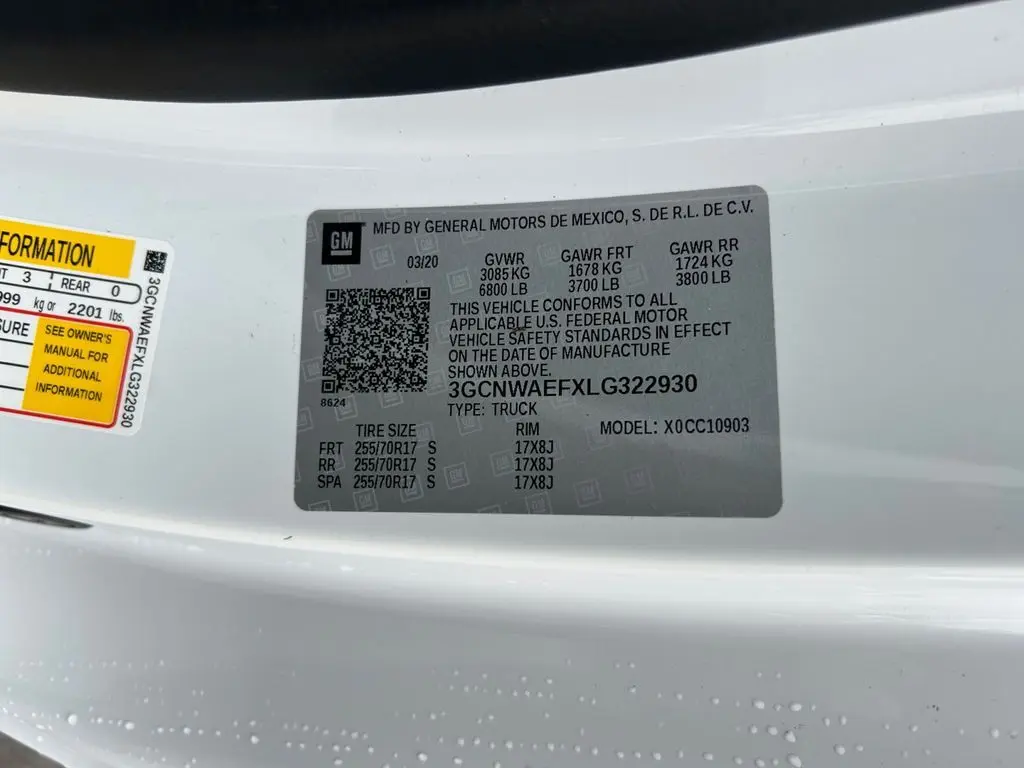 FORMATION
3 REAR 0
999 kg or 2201 lbs.
SURE
SEE OWNER'S
MANUAL FOR
ADDITIONAL
INFORMATION
3GCNWAEFXLG322930
GM
MFD BY GENERAL MOTORS DE MEXICO, S. DE R.L. DE C.V.
03/20 GVWR GAWR FRT GAWR RR
3085 KG 1678 KG 1724 KG
6800 LB 3700 LB 3800 LB
THIS VEHICLE CONFORMS TO ALL
APPLICABLE U.S. FEDERAL MOTOR
VEHICLE SAFETY STANDARDS IN EFFECT
ON THE DATE OF MANUFACTURE
SHOWN ABOVE.
8624
3GCNWAEFXLG322930
TYPE: TRUCK
MODEL: X0CC10903
TIRE SIZE RIM
FRT 255/70R17 S 17X8J
RR 255/70R17 S 17X8J
SPA 255/70R17 S 17X8J